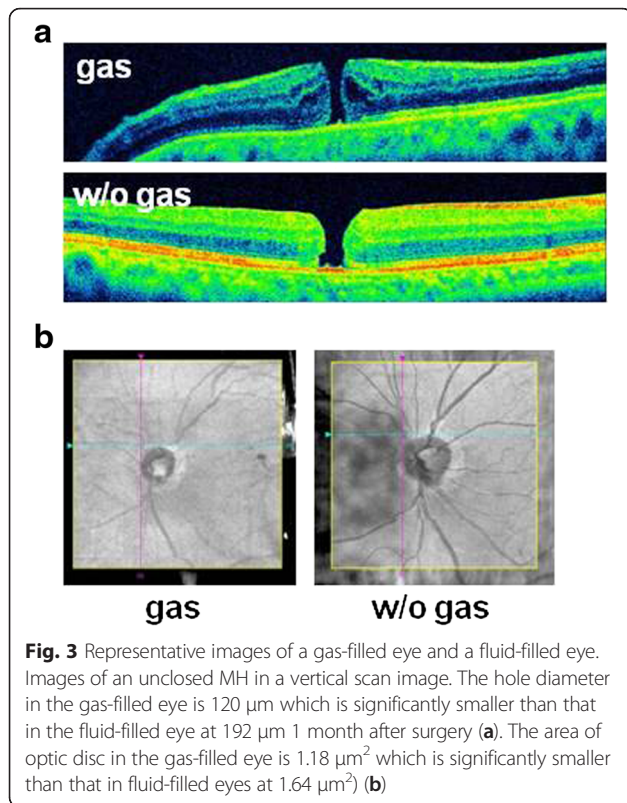 a
gas
w/o gas
b
gas
w/o gas
Fig. 3 Representative images of a gas-filled eye and a fluid-filled eye.
Images of an unclosed MH in a vertical scan image. The hole diameter
in the gas-filled eye is 120 μm which is significantly smaller than that
in the fluid-filled eye at 192 μm 1 month after surgery (a). The area of
optic disc in the gas-filled eye is 1.18 μm² which is significantly smaller
than that in fluid-filled eyes at 1.64 μm²) (b)